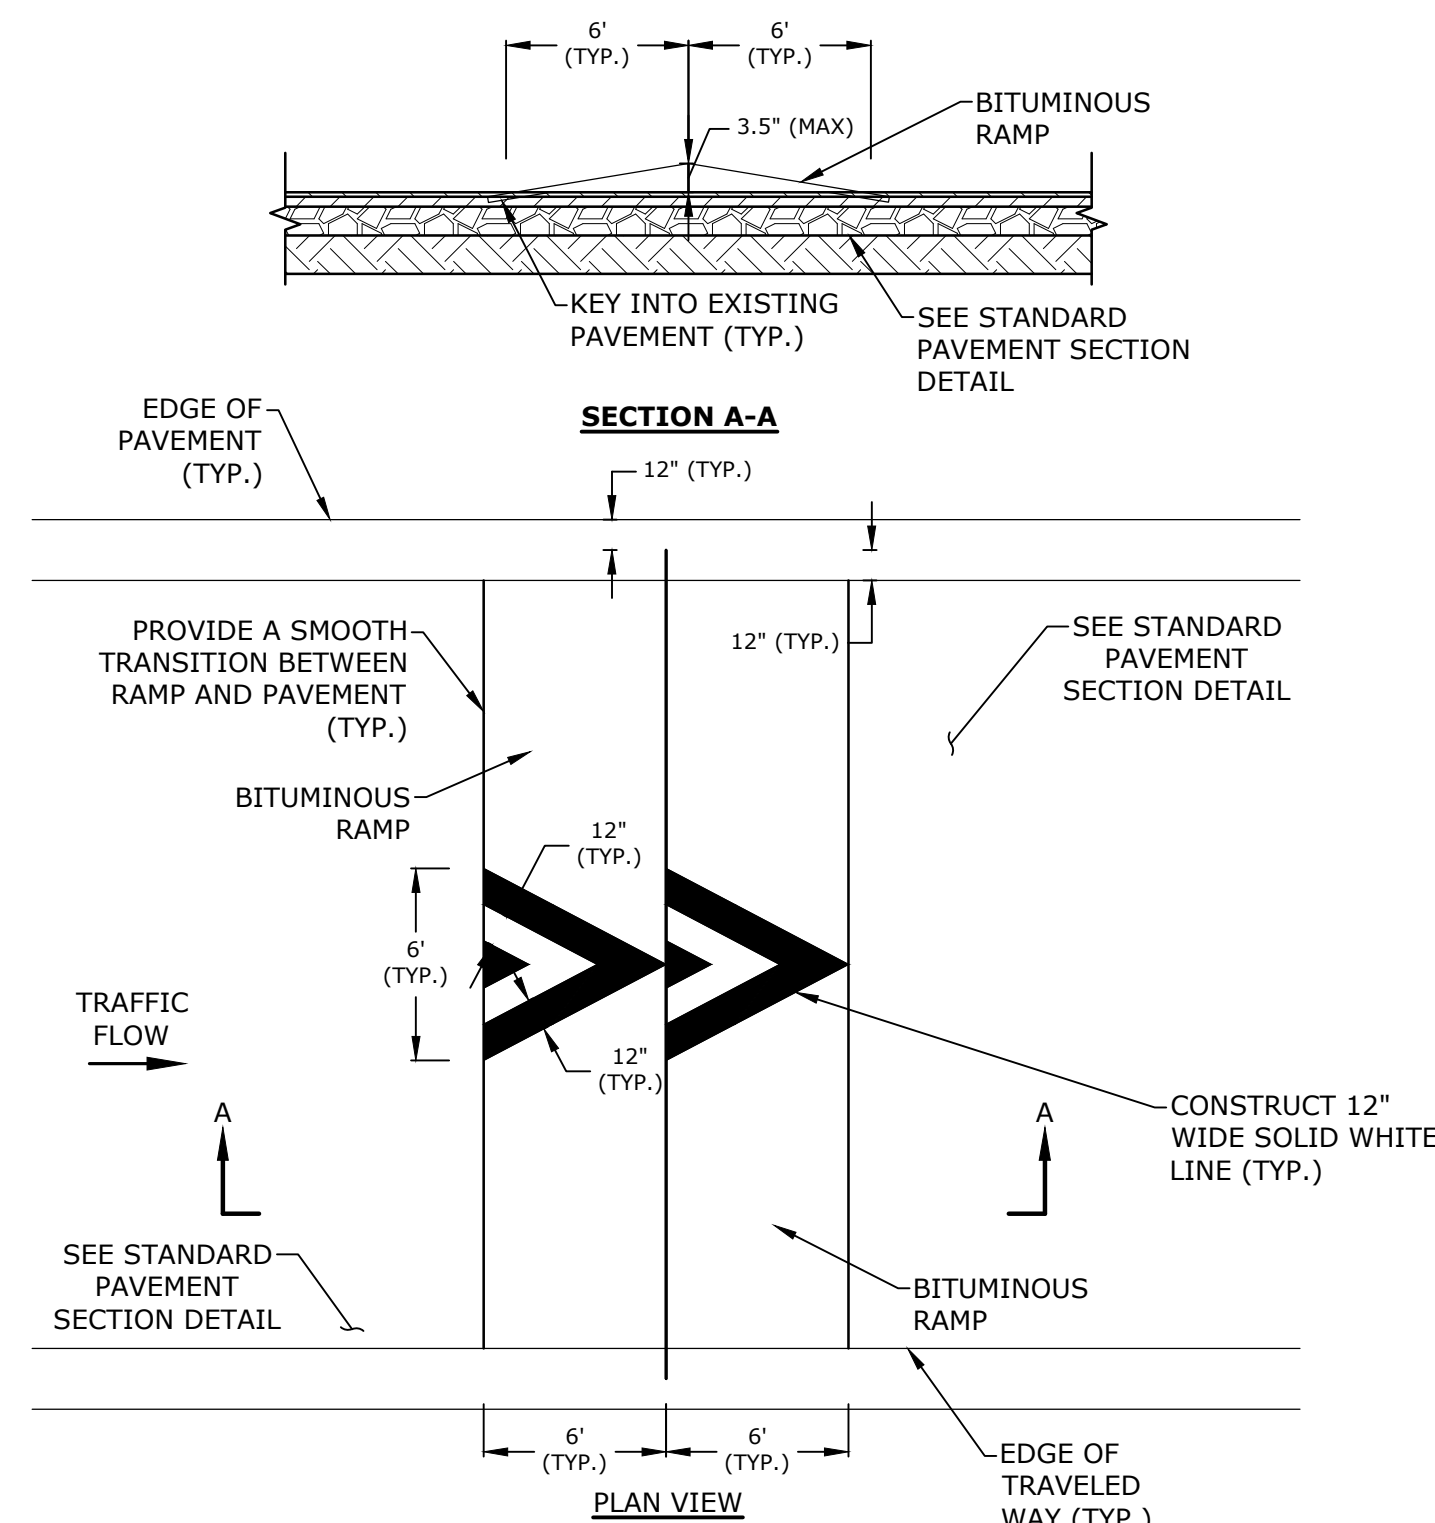 6'
(TYP.)
6'
(TYP.)
3.5" (MAX)
BITUMINOUS
RAMP
KEY INTO EXISTING
PAVEMENT (TYP.)
SEE STANDARD
PAVEMENT SECTION
DETAIL
SECTION A-A
EDGE OF
PAVEMENT
(TYP.)
12" (TYP.)
12" (TYP.)
PROVIDE A SMOOTH
TRANSITION BETWEEN
RAMP AND PAVEMENT
(TYP.)
SEE STANDARD
PAVEMENT
SECTION DETAIL
BITUMINOUS
RAMP
12"
(TYP.)
6'
(TYP.)
TRAFFIC
FLOW
12"
(TYP.)
A
A
CONSTRUCT 12"
WIDE SOLID WHITE
LINE (TYP.)
SEE STANDARD
PAVEMENT
SECTION DETAIL
BITUMINOUS
RAMP
6'
(TYP.)
6'
(TYP.)
EDGE OF
TRAVELED
WAY (TYP.)
PLAN VIEW